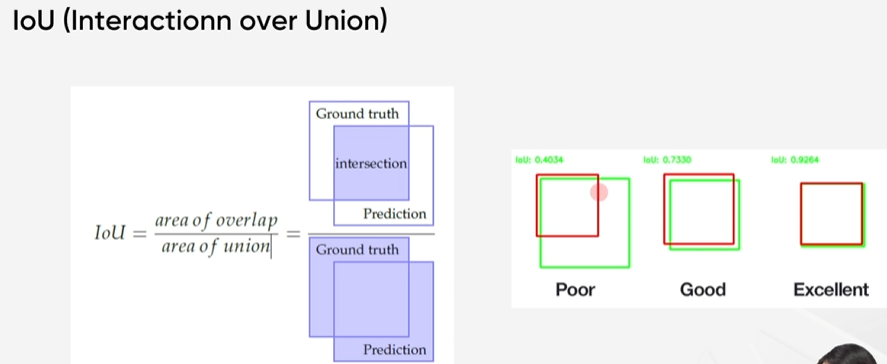 IoU (Interactionn over Union)
IoU = area of overlap / area of union =
Ground truth
intersection
Prediction
Ground truth
Prediction
IoU: 0.4034
IoU: 0.7330
IoU: 0.9264
Poor
Good
Excellent